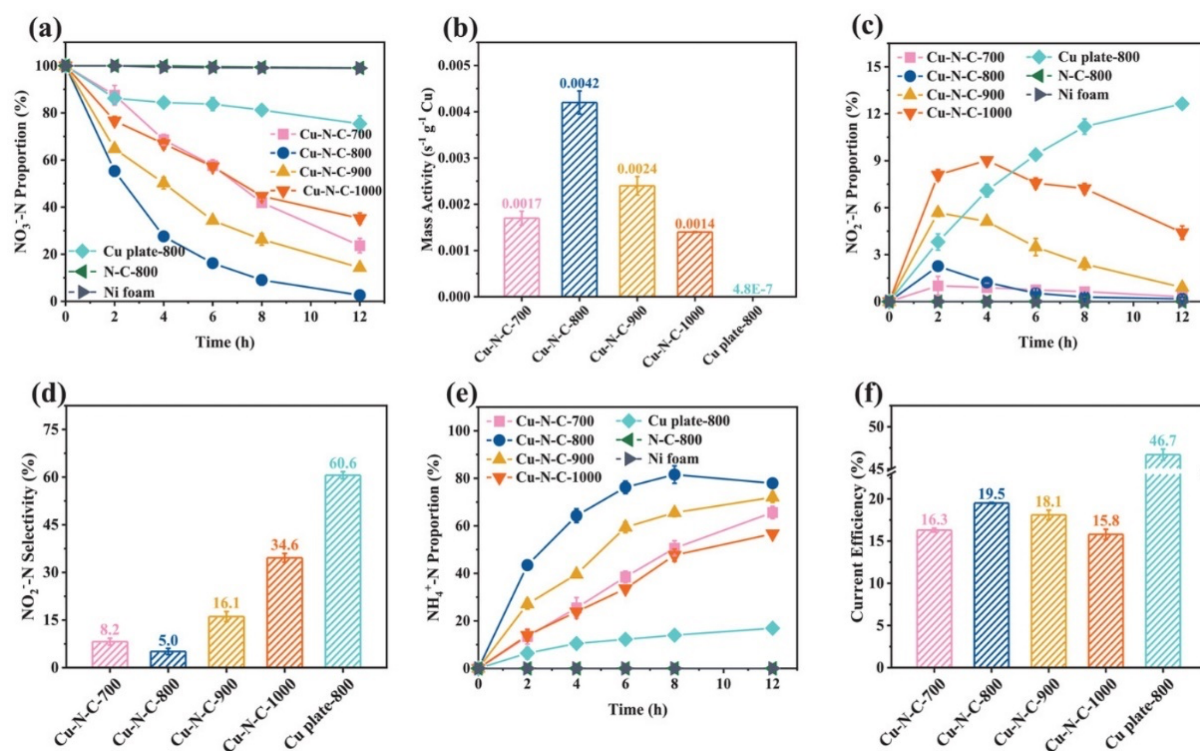 (a)
NO₃⁻-N Proportion (%)
100
80
60
40
20
0
Cu-N-C-700
Cu-N-C-800
Cu-N-C-900
Cu-N-C-1000
Cu plate-800
N-C-800
Ni foam
0 2 4 6 8 10 12
Time (h)
(b)
Mass Activity (s⁻¹ g⁻¹ Cu)
0.005
0.004
0.003
0.002
0.001
0.000
0.0017
0.0042
0.0024
0.0014
4.8E-7
Cu-N-C-700
Cu-N-C-800
Cu-N-C-900
Cu-N-C-1000
Cu plate-800
(c)
NO₂⁻-N Proportion (%)
15
12
9
6
3
0
Cu-N-C-700
Cu-N-C-800
Cu-N-C-900
Cu-N-C-1000
Cu plate-800
N-C-800
Ni foam
0 2 4 6 8 10 12
Time (h)
(d)
NO₂⁻-N Selectivity (%)
75
60
45
30
15
0
8.2
5.0
16.1
34.6
60.6
Cu-N-C-700
Cu-N-C-800
Cu-N-C-900
Cu-N-C-1000
Cu plate-800
(e)
NH₄⁺-N Proportion (%)
100
80
60
40
20
0
Cu-N-C-700
Cu-N-C-800
Cu-N-C-900
Cu-N-C-1000
Cu plate-800
N-C-800
Ni foam
0 2 4 6 8 10 12
Time (h)
(f)
Current Efficiency (%)
50
45
20
15
10
5
0
16.3
19.5
18.1
15.8
46.7
Cu-N-C-700
Cu-N-C-800
Cu-N-C-900
Cu-N-C-1000
Cu plate-800